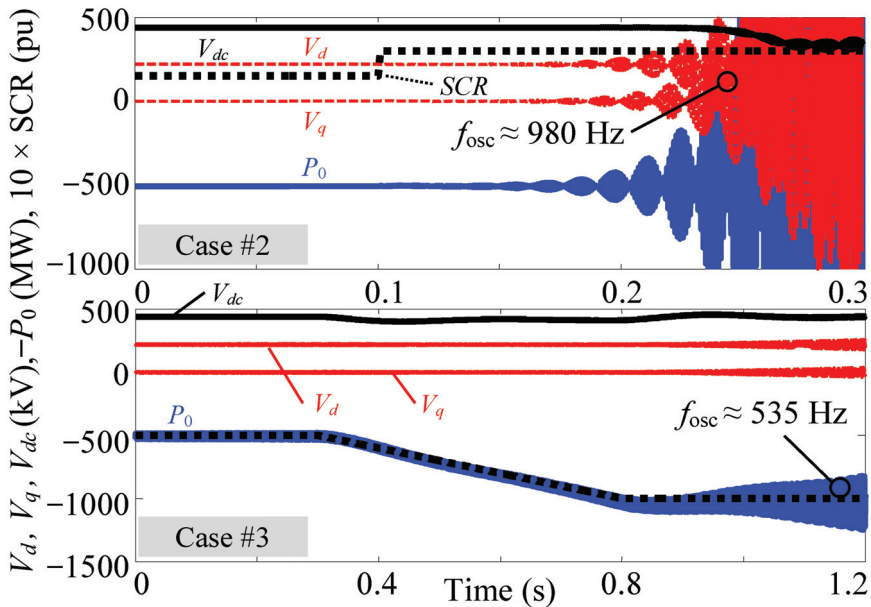 V_d, V_q, V_dc (kV), −P_0 (MW), 10 × SCR (pu)
500
0
−500
−1000
V_dc
V_d
SCR
V_q
f_osc ≈ 980 Hz
P_0
Case #2
0
0.1
0.2
0.3
500
0
−500
−1000
−1500
V_dc
V_d
V_q
P_0
f_osc ≈ 535 Hz
Case #3
0
0.4
0.8
1.2
Time (s)